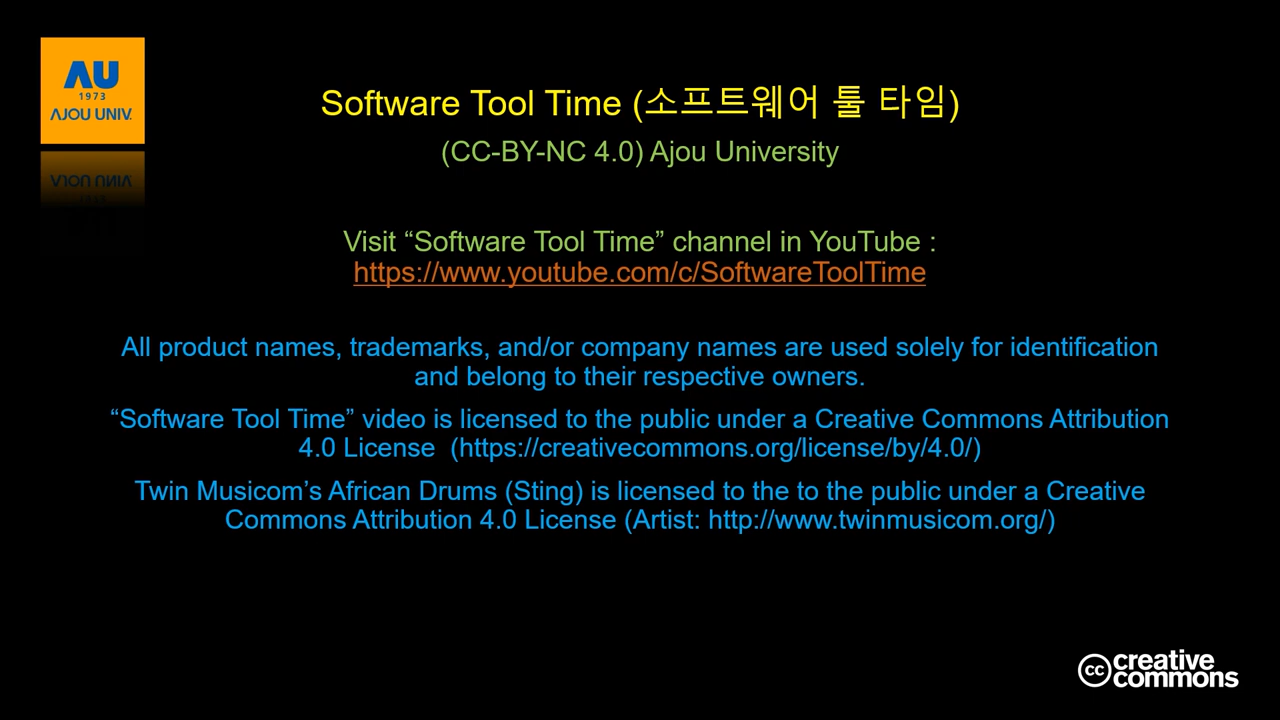 AU
1973
AJOU UNIV.
Software Tool Time (소프트웨어 툴 타임)
(CC-BY-NC 4.0) Ajou University
Visit “Software Tool Time” channel in YouTube :
https://www.youtube.com/c/SoftwareToolTime
All product names, trademarks, and/or company names are used solely for identification
and belong to their respective owners.
“Software Tool Time” video is licensed to the public under a Creative Commons Attribution
4.0 License (https://creativecommons.org/license/by/4.0/)
Twin Musicom’s African Drums (Sting) is licensed to the to the public under a Creative
Commons Attribution 4.0 License (Artist: http://www.twinmusicom.org/)
cc creative
commons